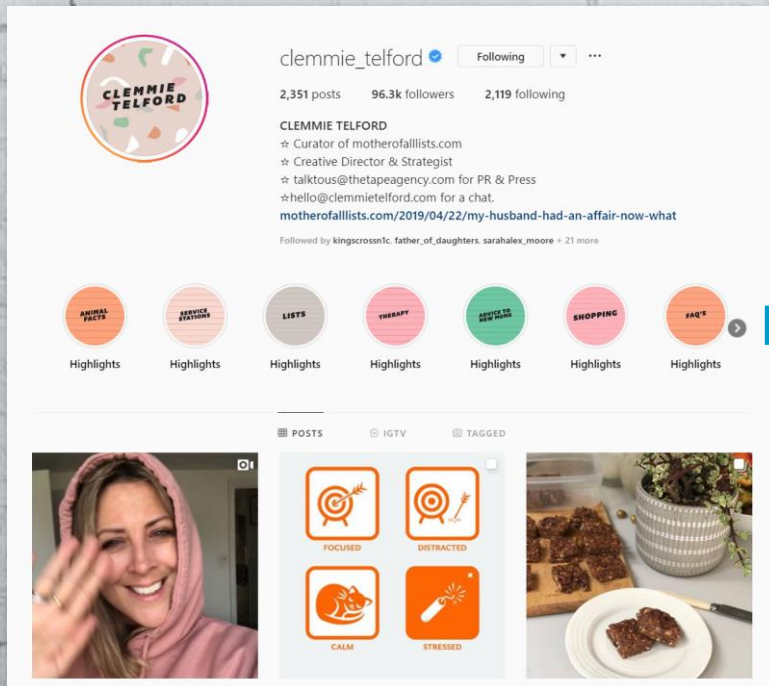 CLEMMIE
TELFORD
clemmie_telford
Following
2,351 posts 96.3k followers 2,119 following
CLEMMIE TELFORD
☆ Curator of motherofalllists.com
☆ Creative Director & Strategist
☆ talktous@thetapeagency.com for PR & Press
☆hello@clemmietelford.com for a chat.
motherofalllists.com/2019/04/22/my-husband-had-an-affair-now-what
Followed by kingscrossn1c, father_of_daughters, sarahalex_moore + 21 more
ANIMAL
FACTS
SERVICE
STATIONS
LISTS
THERAPY
ADVICE TO
NEW MUMS
SHOPPING
FAQ'S
Highlights Highlights Highlights Highlights Highlights Highlights Highlights
POSTS IGTV TAGGED
FOCUSED DISTRACTED
CALM STRESSED